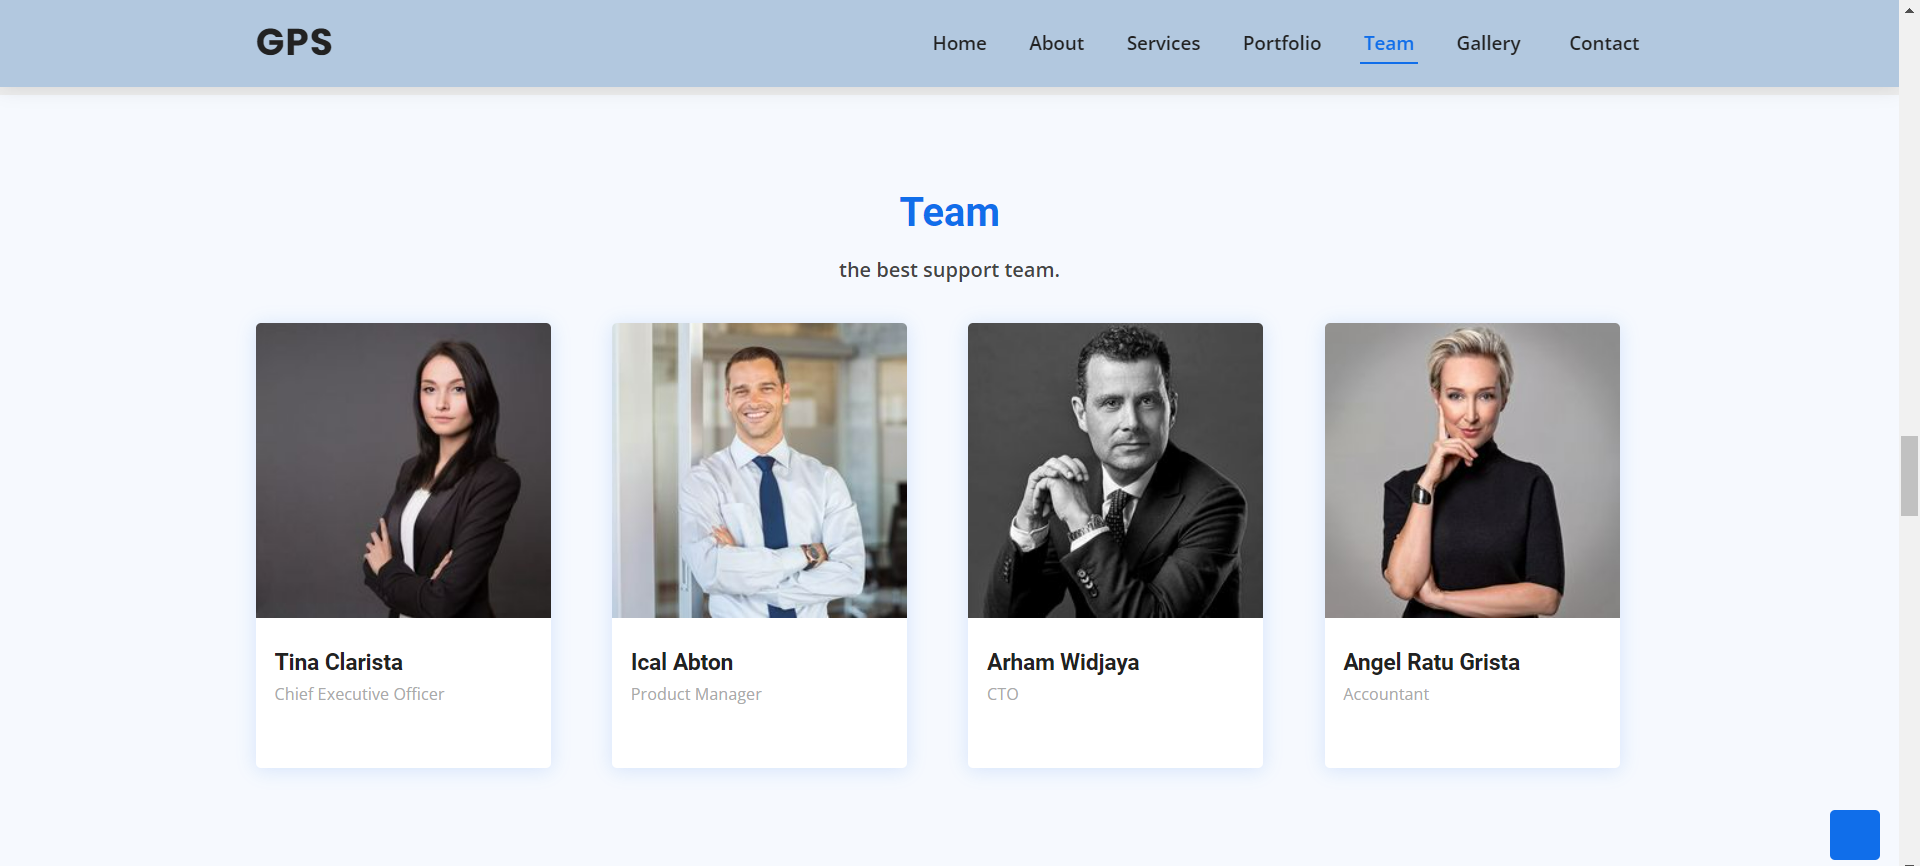 GPS
Home About Services Portfolio Team Gallery Contact
Team
the best support team.
Tina Clarista
Chief Executive Officer
Ical Abton
Product Manager
Arham Widjaya
CTO
Angel Ratu Grista
Accountant